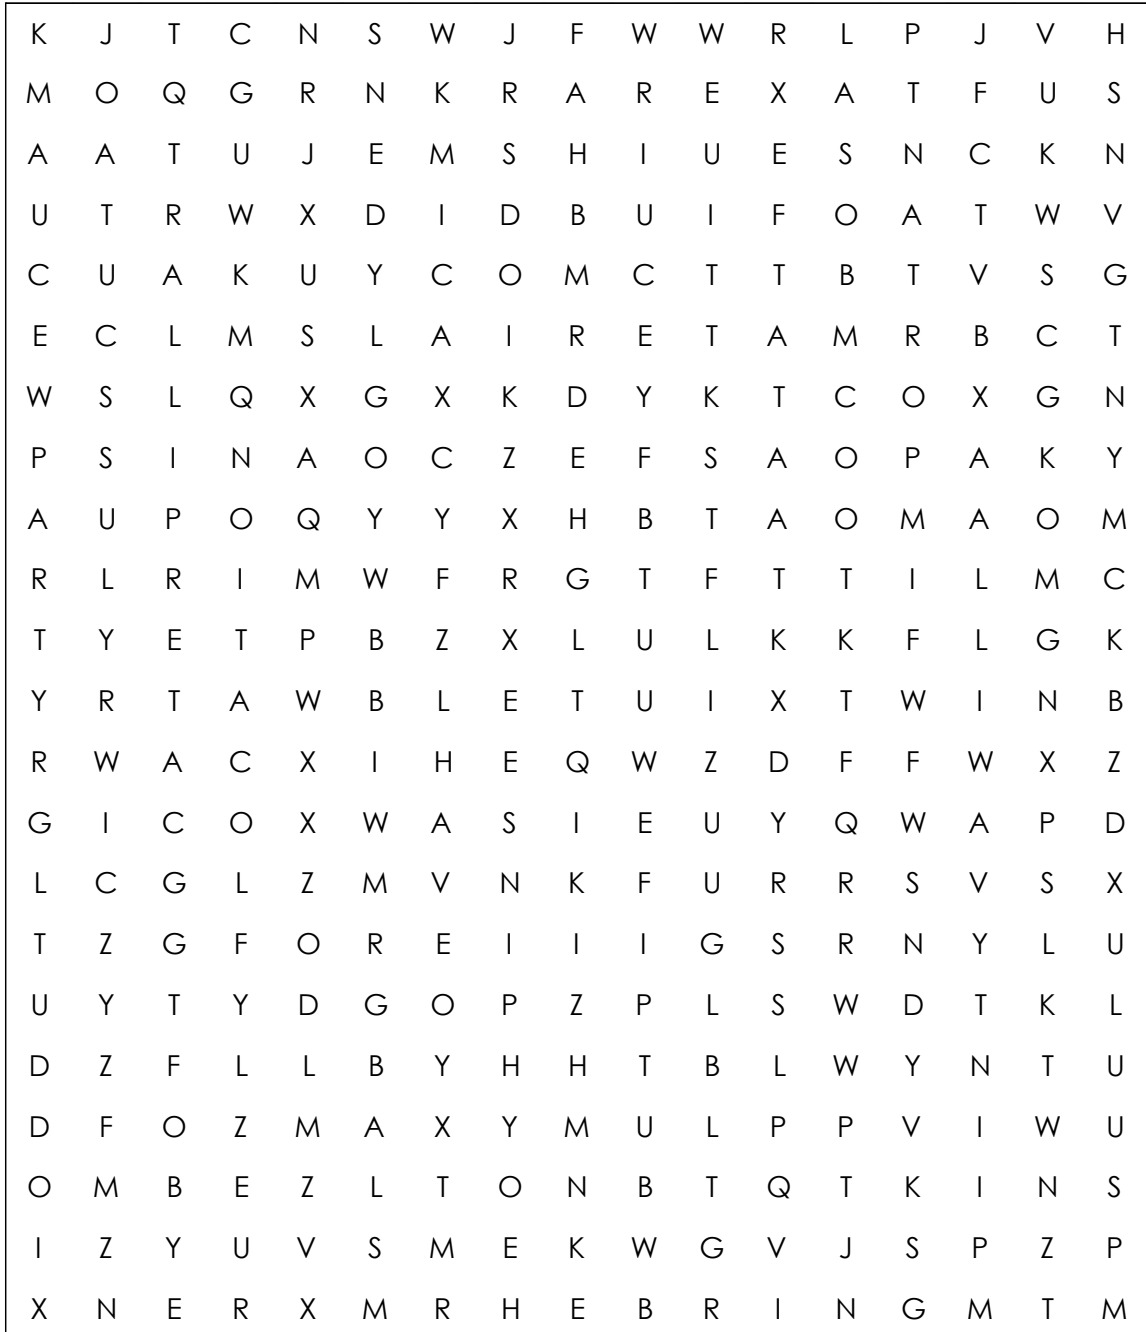 K J T C N S W J F W W R L P J V H
M O Q G R N K R A R E X A T F U S
A A T U J E M S H I U E S N C K N
U T R W X D I D B U I F O A T W V
C U A K U Y C O M C T T B T V S G
E C L M S L A I R E T A M R B C T
W S L Q X G X K D Y K T C O X G N
P S I N A O C Z E F S A O P A K Y
A U P O Q Y Y X H B T A O M A O M
R L R I M W F R G T F T T I L M C
T Y E T P B Z X L U L K K F L G K
Y R T A W B L E T U I X T W I N B
R W A C X I H E Q W Z D F F W X Z
G I C O X W A S I E U Y Q W A P D
L C G L Z M V N K F U R R S V S X
T Z G F O R E I I I G S R N Y L U
U Y T Y D G O P Z P L S W D T K L
D Z F L L B Y H H T B L W Y N T U
D F O Z M A X Y M U L P P V I W U
O M B E Z L T O N B T Q T K I N S
I Z Y U V S M E K W G V J S P Z P
X N E R X M R H E B R I N G M T M